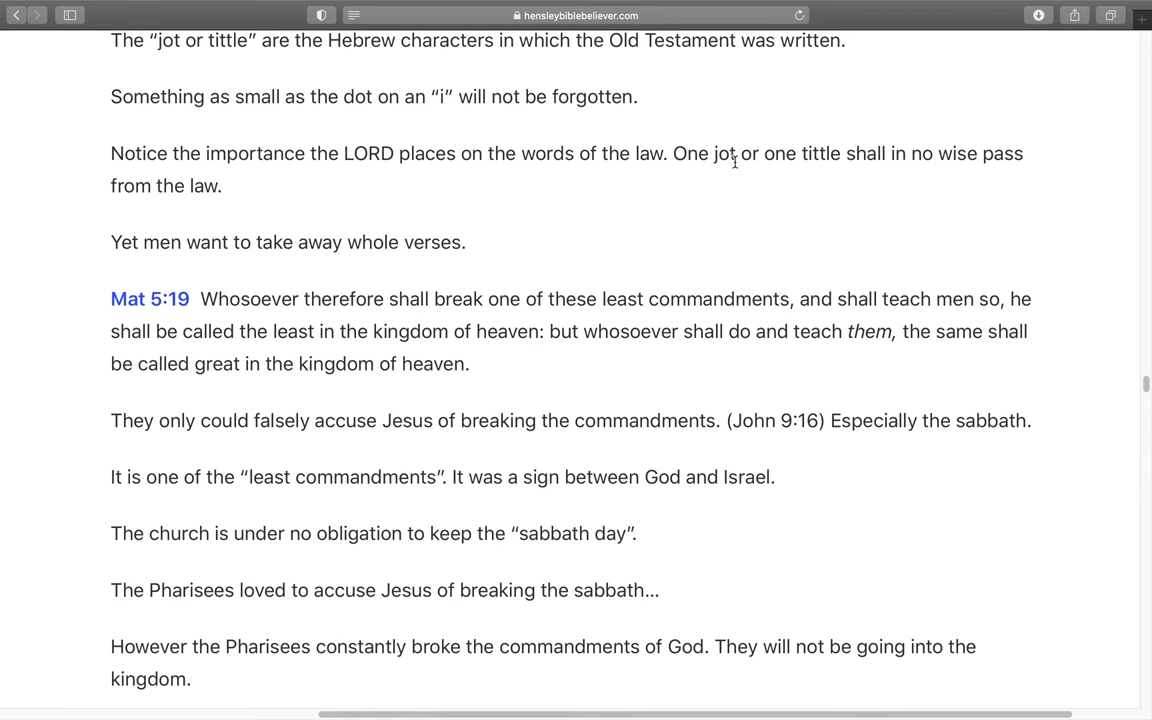 hensleybiblebeliever.com
The “jot or tittle” are the Hebrew characters in which the Old Testament was written.
Something as small as the dot on an “i” will not be forgotten.
Notice the importance the LORD places on the words of the law. One jot or one tittle shall in no wise pass
from the law.
Yet men want to take away whole verses.
Mat 5:19 Whosoever therefore shall break one of these least commandments, and shall teach men so, he
shall be called the least in the kingdom of heaven: but whosoever shall do and teach them, the same shall
be called great in the kingdom of heaven.
They only could falsely accuse Jesus of breaking the commandments. (John 9:16) Especially the sabbath.
It is one of the “least commandments”. It was a sign between God and Israel.
The church is under no obligation to keep the “sabbath day”.
The Pharisees loved to accuse Jesus of breaking the sabbath...
However the Pharisees constantly broke the commandments of God. They will not be going into the
kingdom.